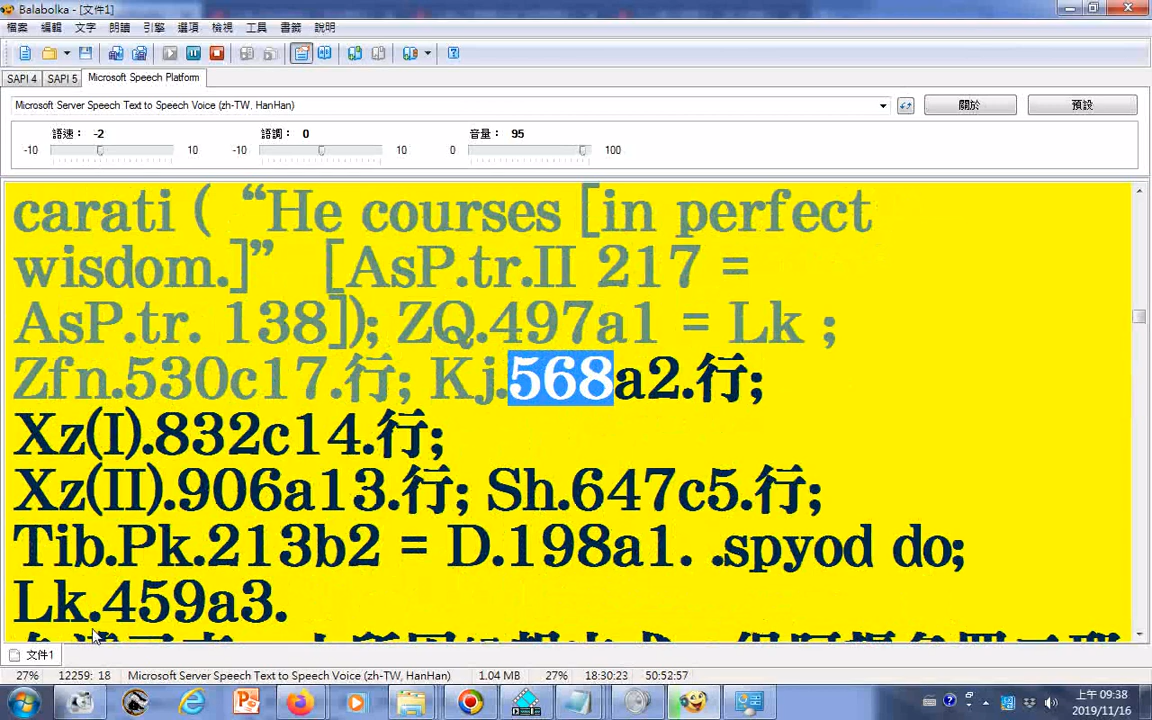 Balabolka - [文件1]
檔案 編輯 文字 朗讀 引擎 選項 檢視 工具 書籤 說明
SAPI 4 SAPI 5 Microsoft Speech Platform
Microsoft Server Speech Text to Speech Voice (zh-TW, HanHan)
關於 預設
語速： -2 語調： 0 音量： 95
-10 10 -10 10 0 100
carati ( “He courses [in perfect
wisdom.]” [AsP.tr.II 217 =
AsP.tr. 138]); ZQ.497a1 = Lk ;
Zfn.530c17.行; Kj.568a2.行;
Xz(I).832c14.行;
Xz(II).906a13.行; Sh.647c5.行;
Tib.Pk.213b2 = D.198a1. .spyod do;
Lk.459a3.
文件1
27% 12259: 18 Microsoft Server Speech Text to Speech Voice (zh-TW, HanHan) 1.04 MB 27% 18:30:23 50:52:57
上午 09:38
2019/11/16